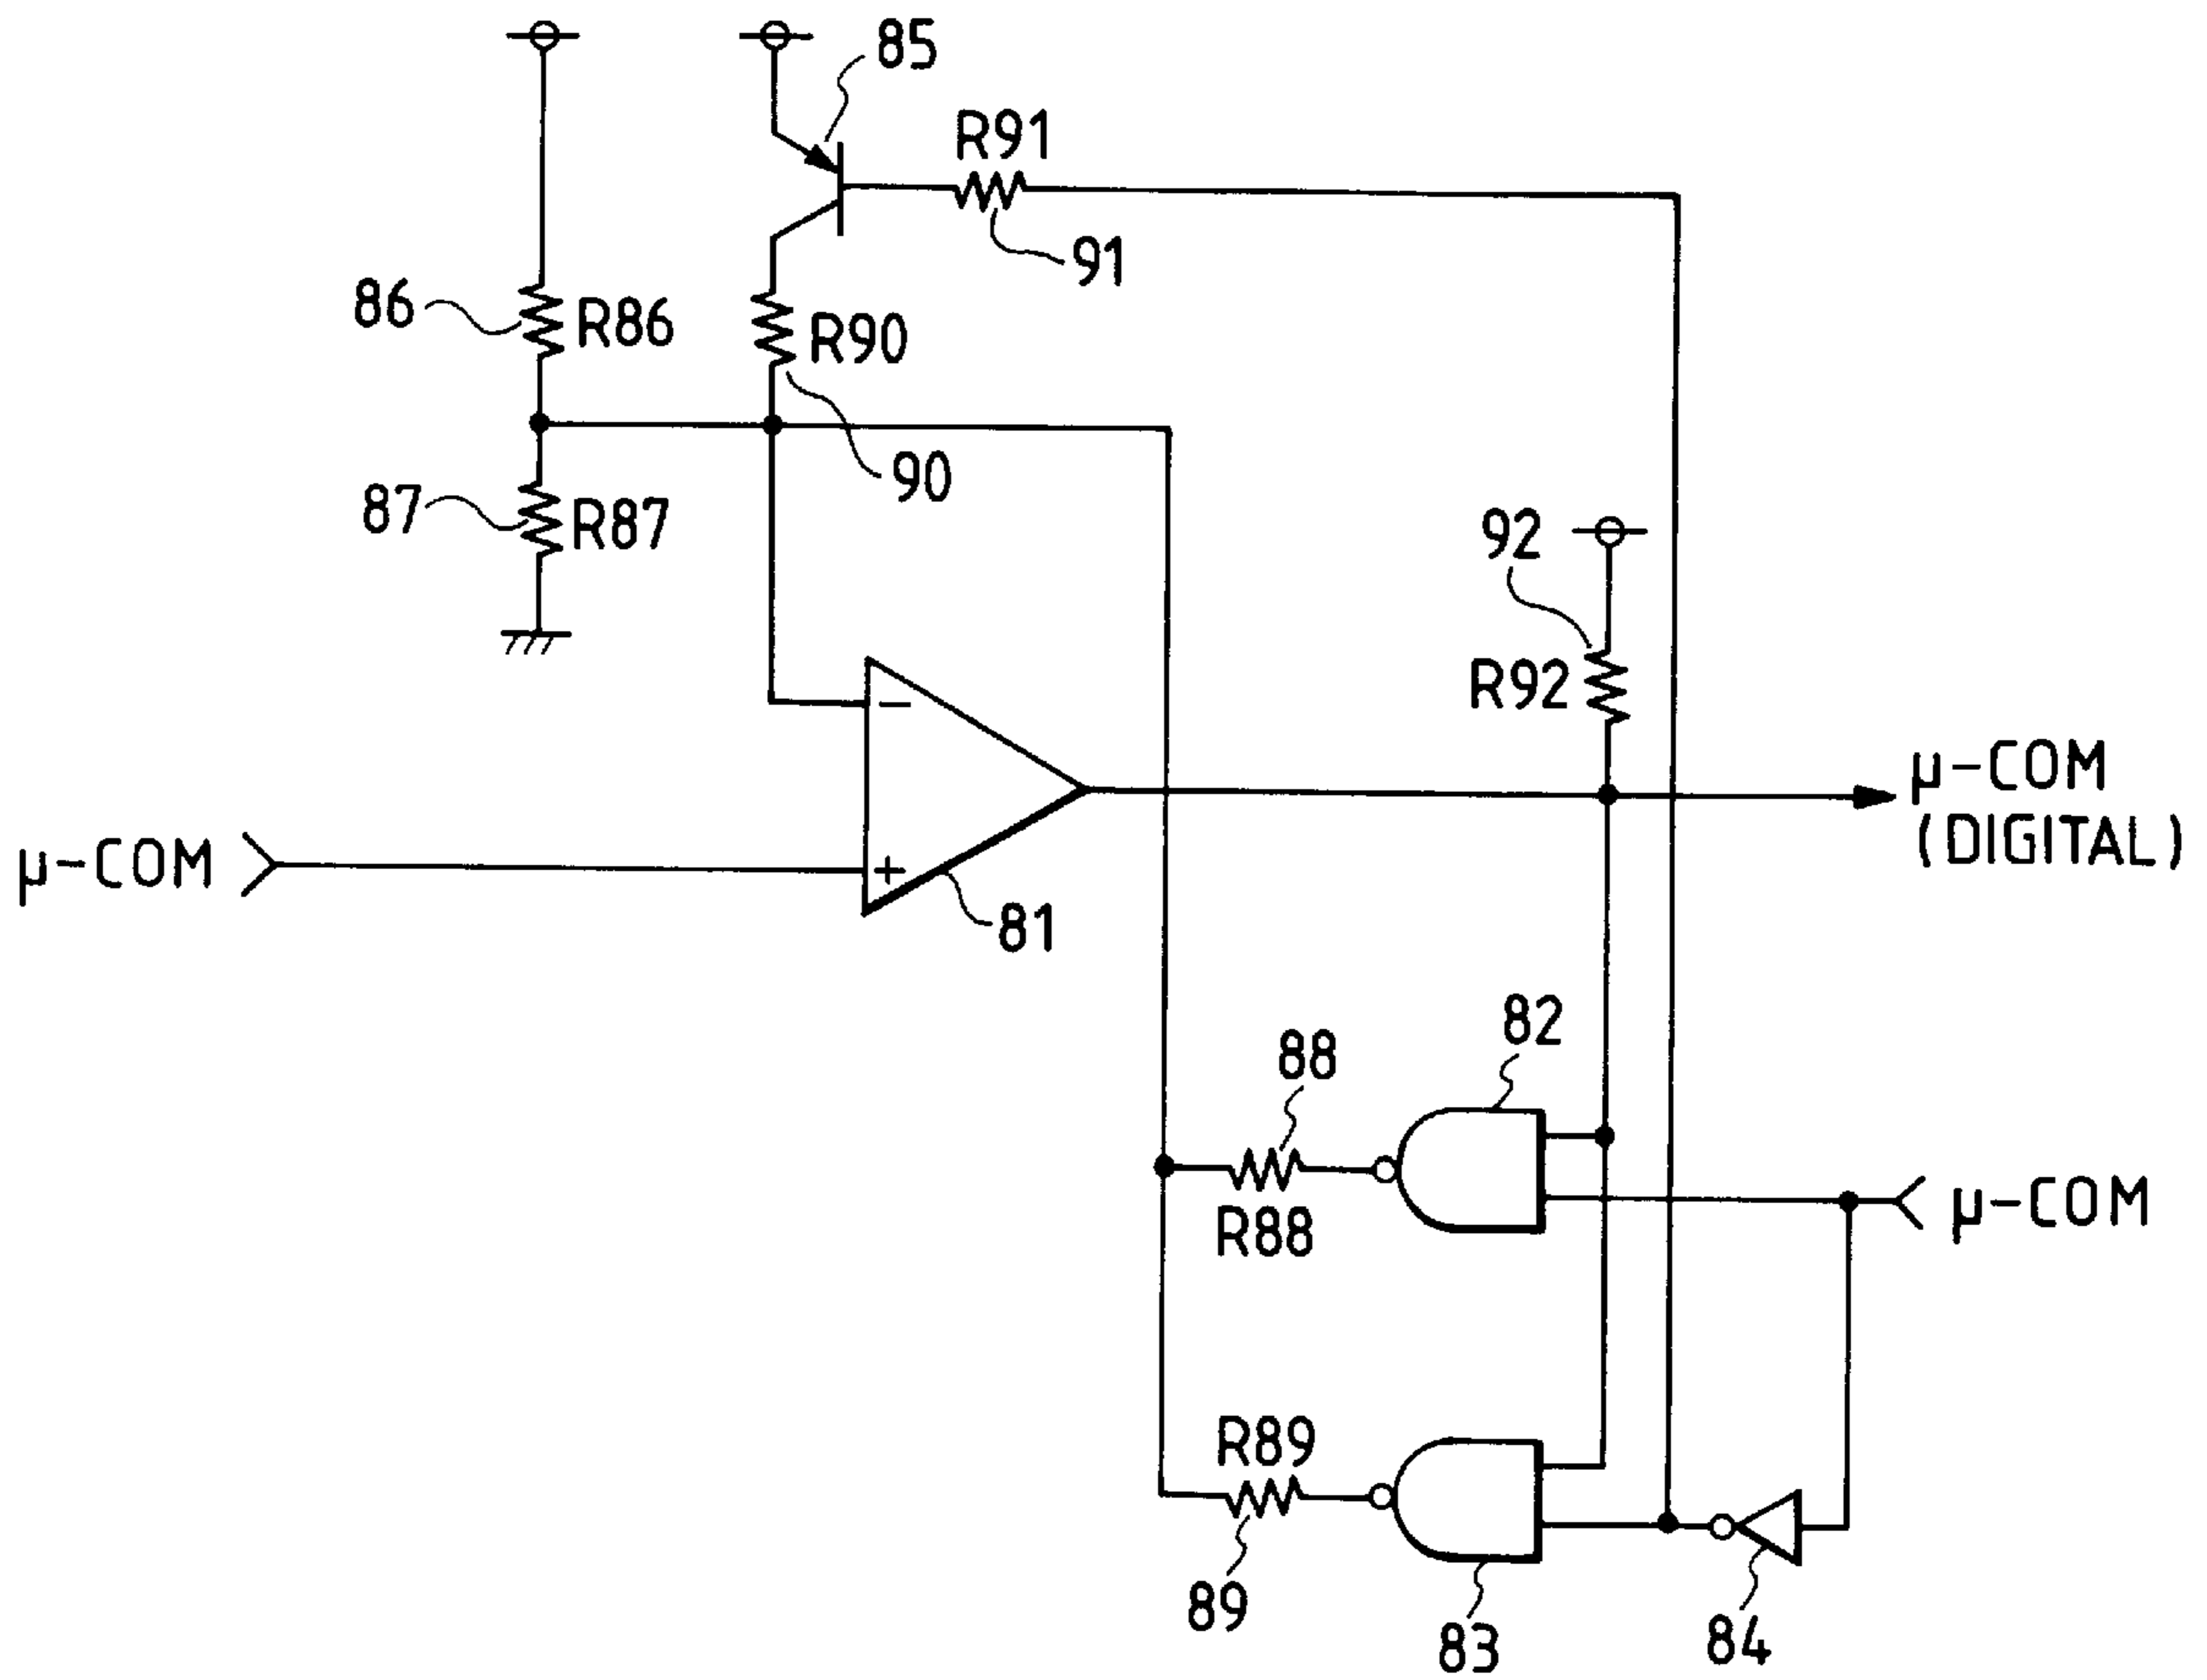 85
R91
91
86
R86
R90
90
87
R87
92
R92
μ-COM
(DIGITAL)
μ-COM
81
82
88
R88
μ-COM
R89
89
83
84